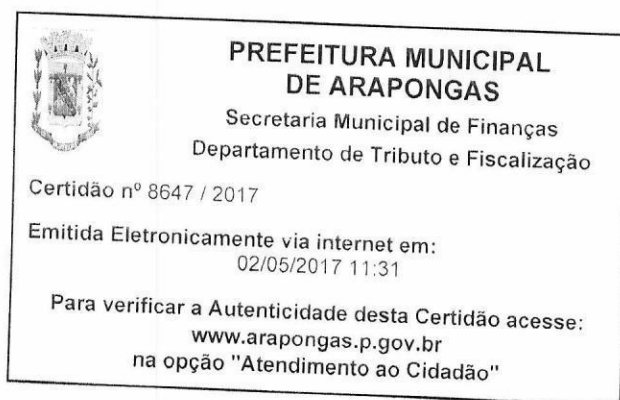 PREFEITURA MUNICIPAL
DE ARAPONGAS
Secretaria Municipal de Finanças
Departamento de Tributo e Fiscalização
Certidão nº 8647 / 2017
Emitida Eletronicamente via internet em:
02/05/2017 11:31
Para verificar a Autenticidade desta Certidão acesse:
www.arapongas.p.gov.br
na opção "Atendimento ao Cidadão"